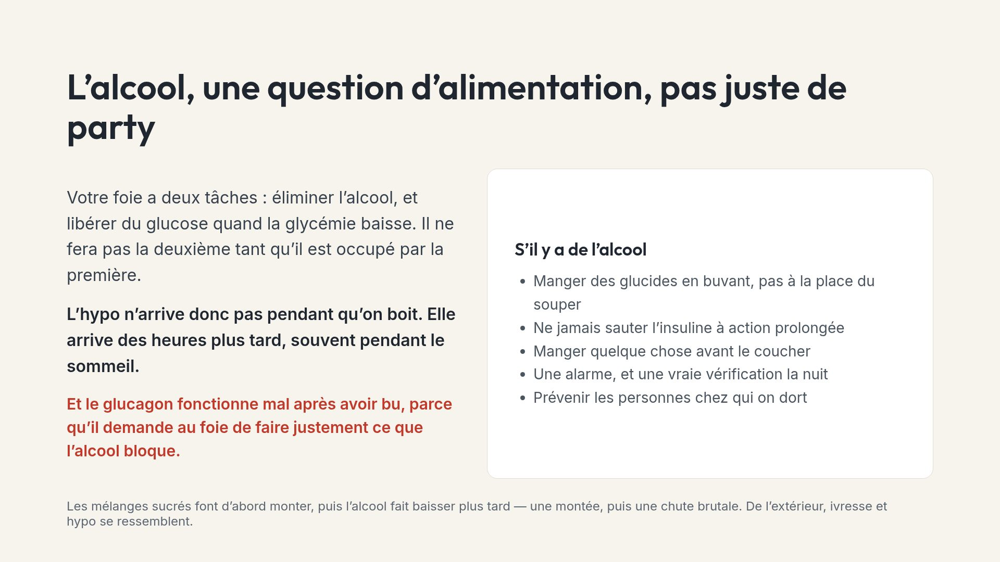 L’alcool, une question d’alimentation, pas juste de
party
Votre foie a deux tâches : éliminer l’alcool, et
libérer du glucose quand la glycémie baisse. Il ne
fera pas la deuxième tant qu’il est occupé par la
première.
L’hypo n’arrive donc pas pendant qu’on boit. Elle
arrive des heures plus tard, souvent pendant le
sommeil.
Et le glucagon fonctionne mal après avoir bu, parce
qu’il demande au foie de faire justement ce que
l’alcool bloque.
S’il y a de l’alcool
• Manger des glucides en buvant, pas à la place du
souper
• Ne jamais sauter l’insuline à action prolongée
• Manger quelque chose avant le coucher
• Une alarme, et une vraie vérification la nuit
• Prévenir les personnes chez qui on dort
Les mélanges sucrés font d’abord monter, puis l’alcool fait baisser plus tard — une montée, puis une chute brutale. De l’extérieur, ivresse et
hypo se ressemblent.